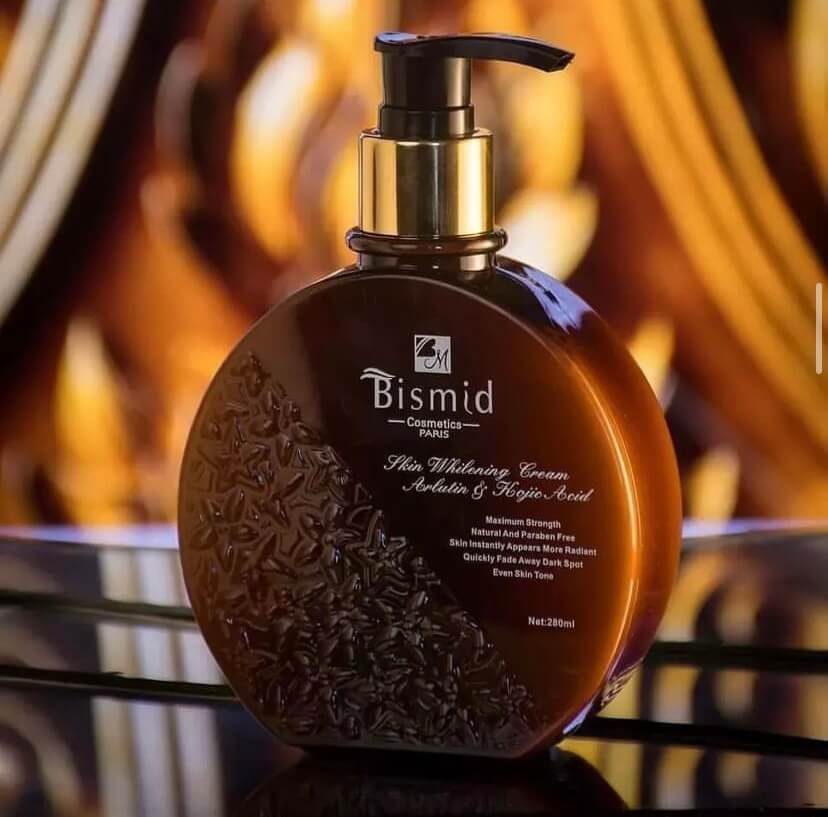 BM
Bismid
Cosmetics
PARIS
Skin Whitening Cream
Arlutin & Kojic Acid
Maximum Strength
Natural And Paraben Free
Skin Instantly Appears More Radiant
Quickly Fade Away Dark Spot
Even Skin Tone
Net:280ml